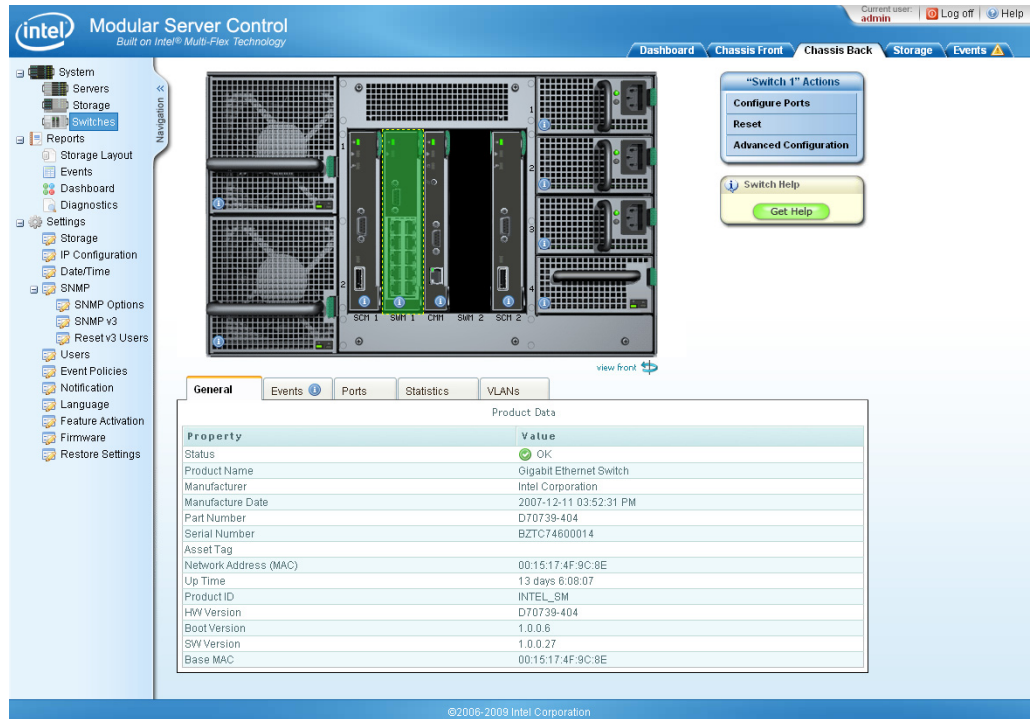 intel
Modular Server Control
Built on Intel® Multi-Flex Technology
Current user:
admin
Log off
Help
Dashboard
Chassis Front
Chassis Back
Storage
Events
System
Servers
Storage
Switches
Reports
Storage Layout
Events
Dashboard
Diagnostics
Settings
Storage
IP Configuration
Date/Time
SNMP
SNMP Options
SNMP v3
Reset v3 Users
Users
Event Policies
Notification
Language
Feature Activation
Firmware
Restore Settings
Navigation
1
2
1
2
3
4
SCM 1 SWM 1 CMM SWM 2 SCM 2
view front
"Switch 1" Actions
Configure Ports
Reset
Advanced Configuration
Switch Help
Get Help
General Events Ports Statistics VLANs
Product Data
Property Value
Status OK
Product Name Gigabit Ethernet Switch
Manufacturer Intel Corporation
Manufacture Date 2007-12-11 03:52:31 PM
Part Number D70739-404
Serial Number BZTC74600014
Asset Tag
Network Address (MAC) 00:15:17:4F:9C:8E
Up Time 13 days 6:08:07
Product ID INTEL_SM
HW Version D70739-404
Boot Version 1.0.0.6
SW Version 1.0.0.27
Base MAC 00:15:17:4F:9C:8E
©2006-2009 Intel Corporation